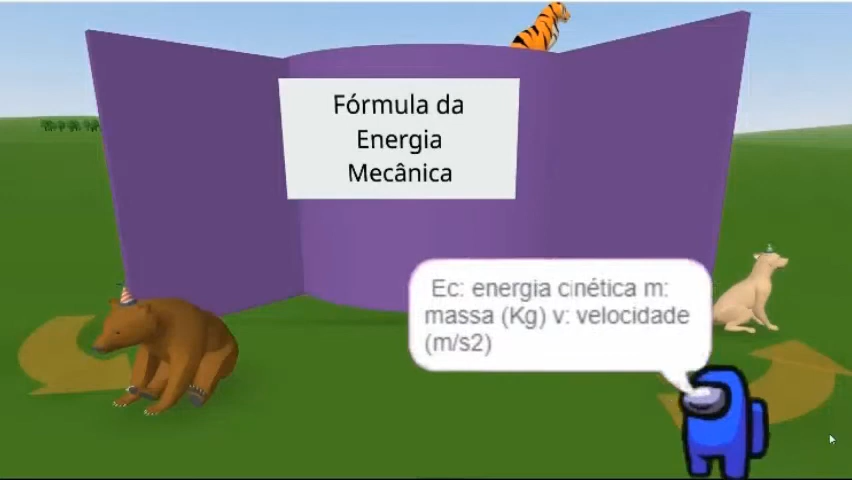 Fórmula da
Energia
Mecânica
Ec: energia cinética m:
massa (Kg) v: velocidade
(m/s2)